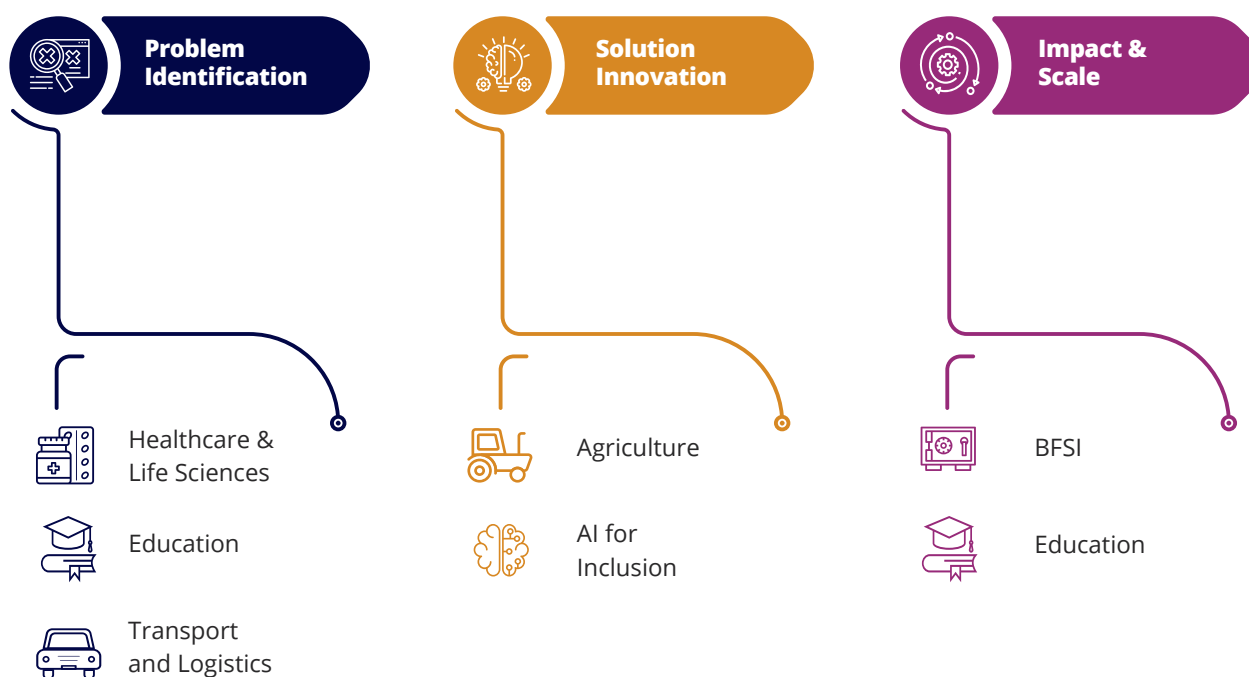 Problem
Identification
Solution
Innovation
Impact &
Scale
Healthcare &
Life Sciences
Education
Transport
and Logistics
Agriculture
AI for
Inclusion
BFSI
Education